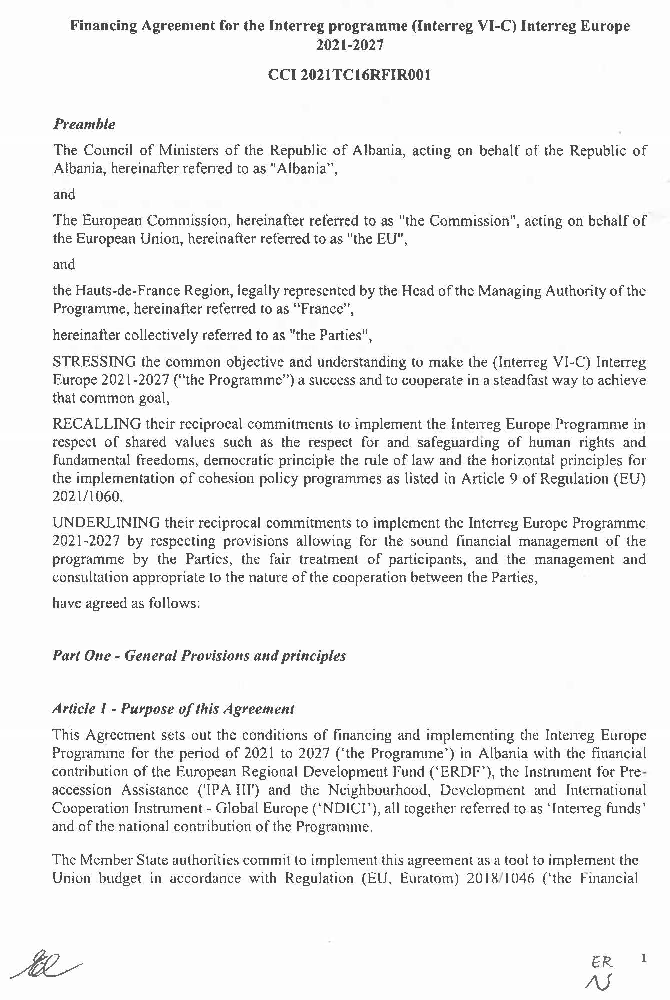 Financing Agreement for the Interreg programme (Interreg VI-C) Interreg Europe
2021-2027
CCI 2021TC16RFIR001
Preamble
The Council of Ministers of the Republic of Albania, acting on behalf of the Republic of
Albania, hereinafter referred to as "Albania”,
and
The European Commission, hereinafter referred to as "the Commission", acting on behalf of
the European Union, hereinafter referred to as "the EU",
and
the Hauts-de-France Region, legally represented by the Head of the Managing Authority of the
Programme, hereinafter referred to as “France”,
hereinafter collectively referred to as "the Parties",
STRESSING the common objective and understanding to make the (Interreg VI-C) Interreg
Europe 2021-2027 (“the Programme”) a success and to cooperate in a steadfast way to achieve
that common goal,
RECALLING their reciprocal commitments to implement the Interreg Europe Programme in
respect of shared values such as the respect for and safeguarding of human rights and
fundamental freedoms, democratic principle the rule of law and the horizontal principles for
the implementation of cohesion policy programmes as listed in Article 9 of Regulation (EU)
2021/1060.
UNDERLINING their reciprocal commitments to implement the Interreg Europe Programme
2021-2027 by respecting provisions allowing for the sound financial management of the
programme by the Parties, the fair treatment of participants, and the management and
consultation appropriate to the nature of the cooperation between the Parties,
have agreed as follows:
Part One - General Provisions and principles
Article 1 - Purpose of this Agreement
This Agreement sets out the conditions of financing and implementing the Interreg Europe
Programme for the period of 2021 to 2027 (‘the Programme’) in Albania with the financial
contribution of the European Regional Development Fund (‘ERDF’), the Instrument for Pre-
accession Assistance ('IPA III') and the Neighbourhood, Development and International
Cooperation Instrument - Global Europe (‘NDICI’), all together referred to as ‘Interreg funds’
and of the national contribution of the Programme.
The Member State authorities commit to implement this agreement as a tool to implement the
Union budget in accordance with Regulation (EU, Euratom) 2018/1046 (‘the Financial
ER 1